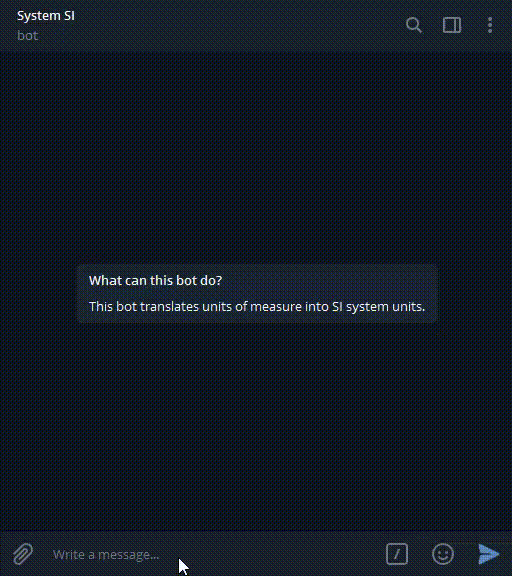 System SI
bot
What can this bot do?
This bot translates units of measure into SI system units.
Write a message...